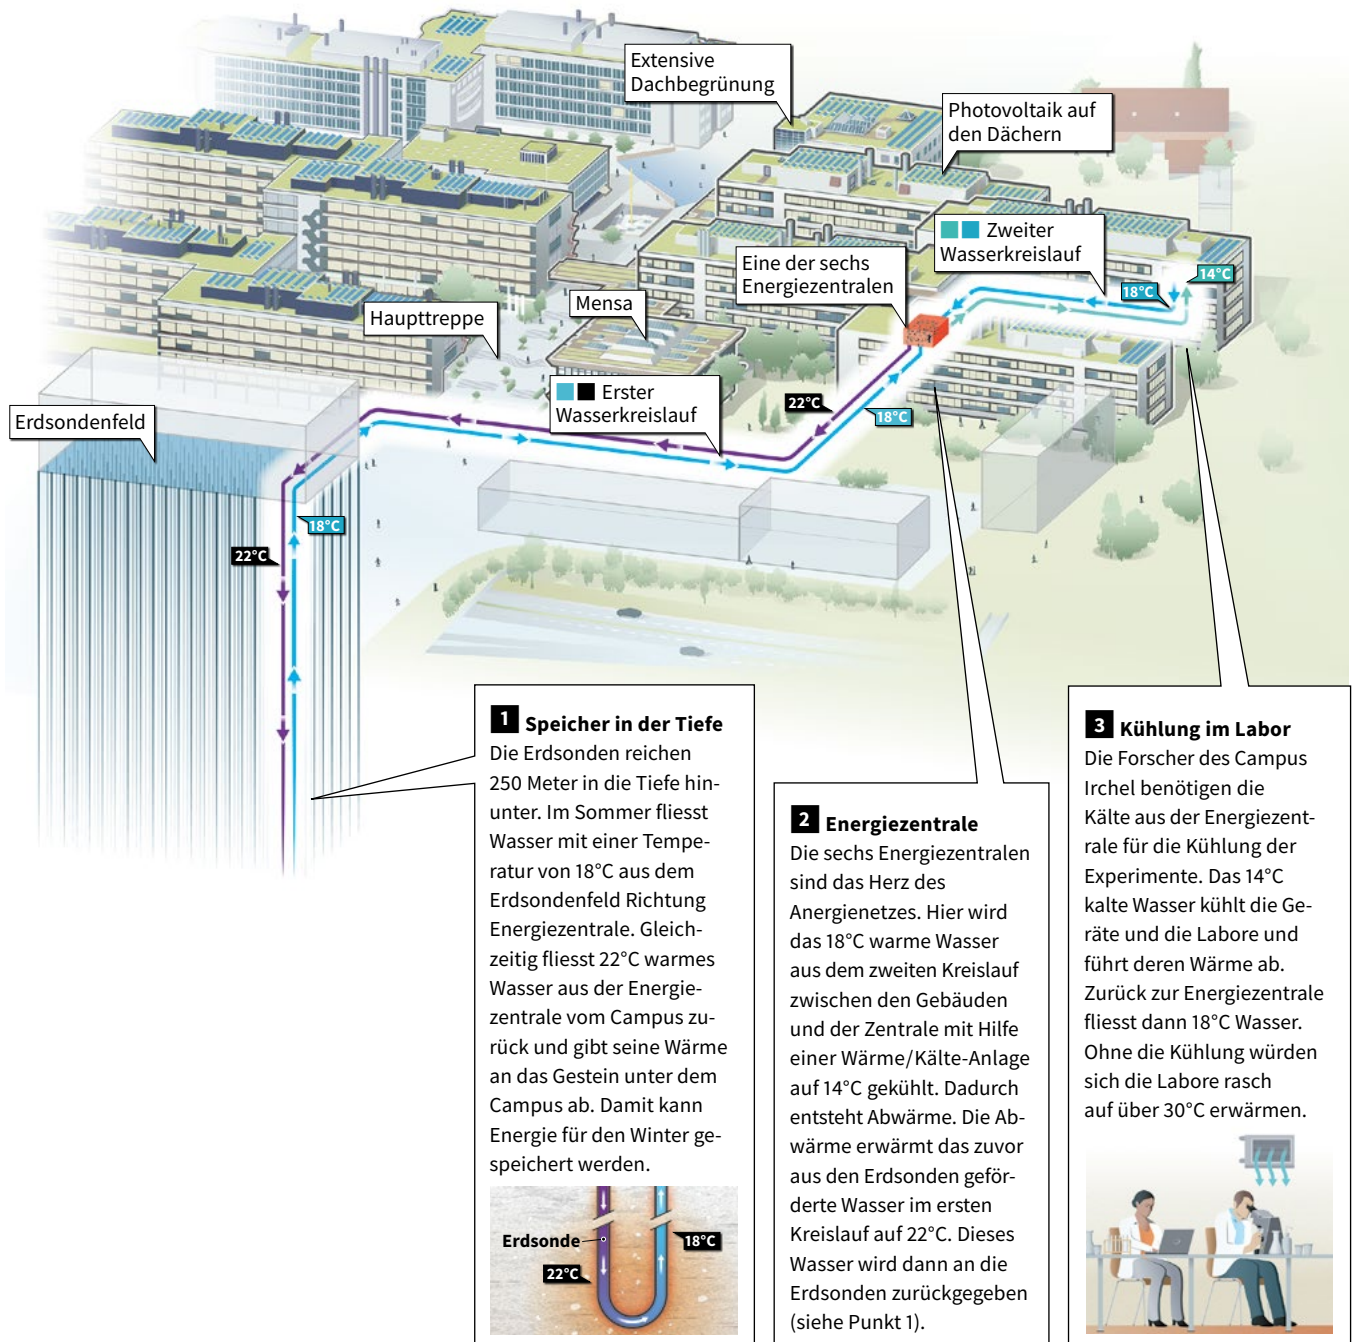 Extensive
Dachbegrünung
Photovoltaik auf
den Dächern
Zweiter
Wasserkreislauf
14°C
18°C
Eine der sechs
Energiezentralen
Mensa
Haupttreppe
Erster
Wasserkreislauf
22°C
18°C
Erdsondenfeld
18°C
22°C
1 Speicher in der Tiefe
Die Erdsonden reichen
250 Meter in die Tiefe hin-
unter. Im Sommer fliesst
Wasser mit einer Tempe-
ratur von 18°C aus dem
Erdsondenfeld Richtung
Energiezentrale. Gleich-
zeitig fliesst 22°C warmes
Wasser aus der Energie-
zentrale vom Campus zu-
rück und gibt seine Wärme
an das Gestein unter dem
Campus ab. Damit kann
Energie für den Winter ge-
speichert werden.
Erdsonde
18°C
22°C
2 Energiezentrale
Die sechs Energiezentralen
sind das Herz des
Anergienetzes. Hier wird
das 18°C warme Wasser
aus dem zweiten Kreislauf
zwischen den Gebäuden
und der Zentrale mit Hilfe
einer Wärme/Kälte-Anlage
auf 14°C gekühlt. Dadurch
entsteht Abwärme. Die Ab-
wärme erwärmt das zuvor
aus den Erdsonden geför-
derte Wasser im ersten
Kreislauf auf 22°C. Dieses
Wasser wird dann an die
Erdsonden zurückgegeben
(siehe Punkt 1).
3 Kühlung im Labor
Die Forscher des Campus
Irchel benötigen die
Kälte aus der Energiezent-
rale für die Kühlung der
Experimente. Das 14°C
kalte Wasser kühlt die Ge-
räte und die Labore und
führt deren Wärme ab.
Zurück zur Energiezentrale
fliesst dann 18°C Wasser.
Ohne die Kühlung würden
sich die Labore rasch
auf über 30°C erwärmen.